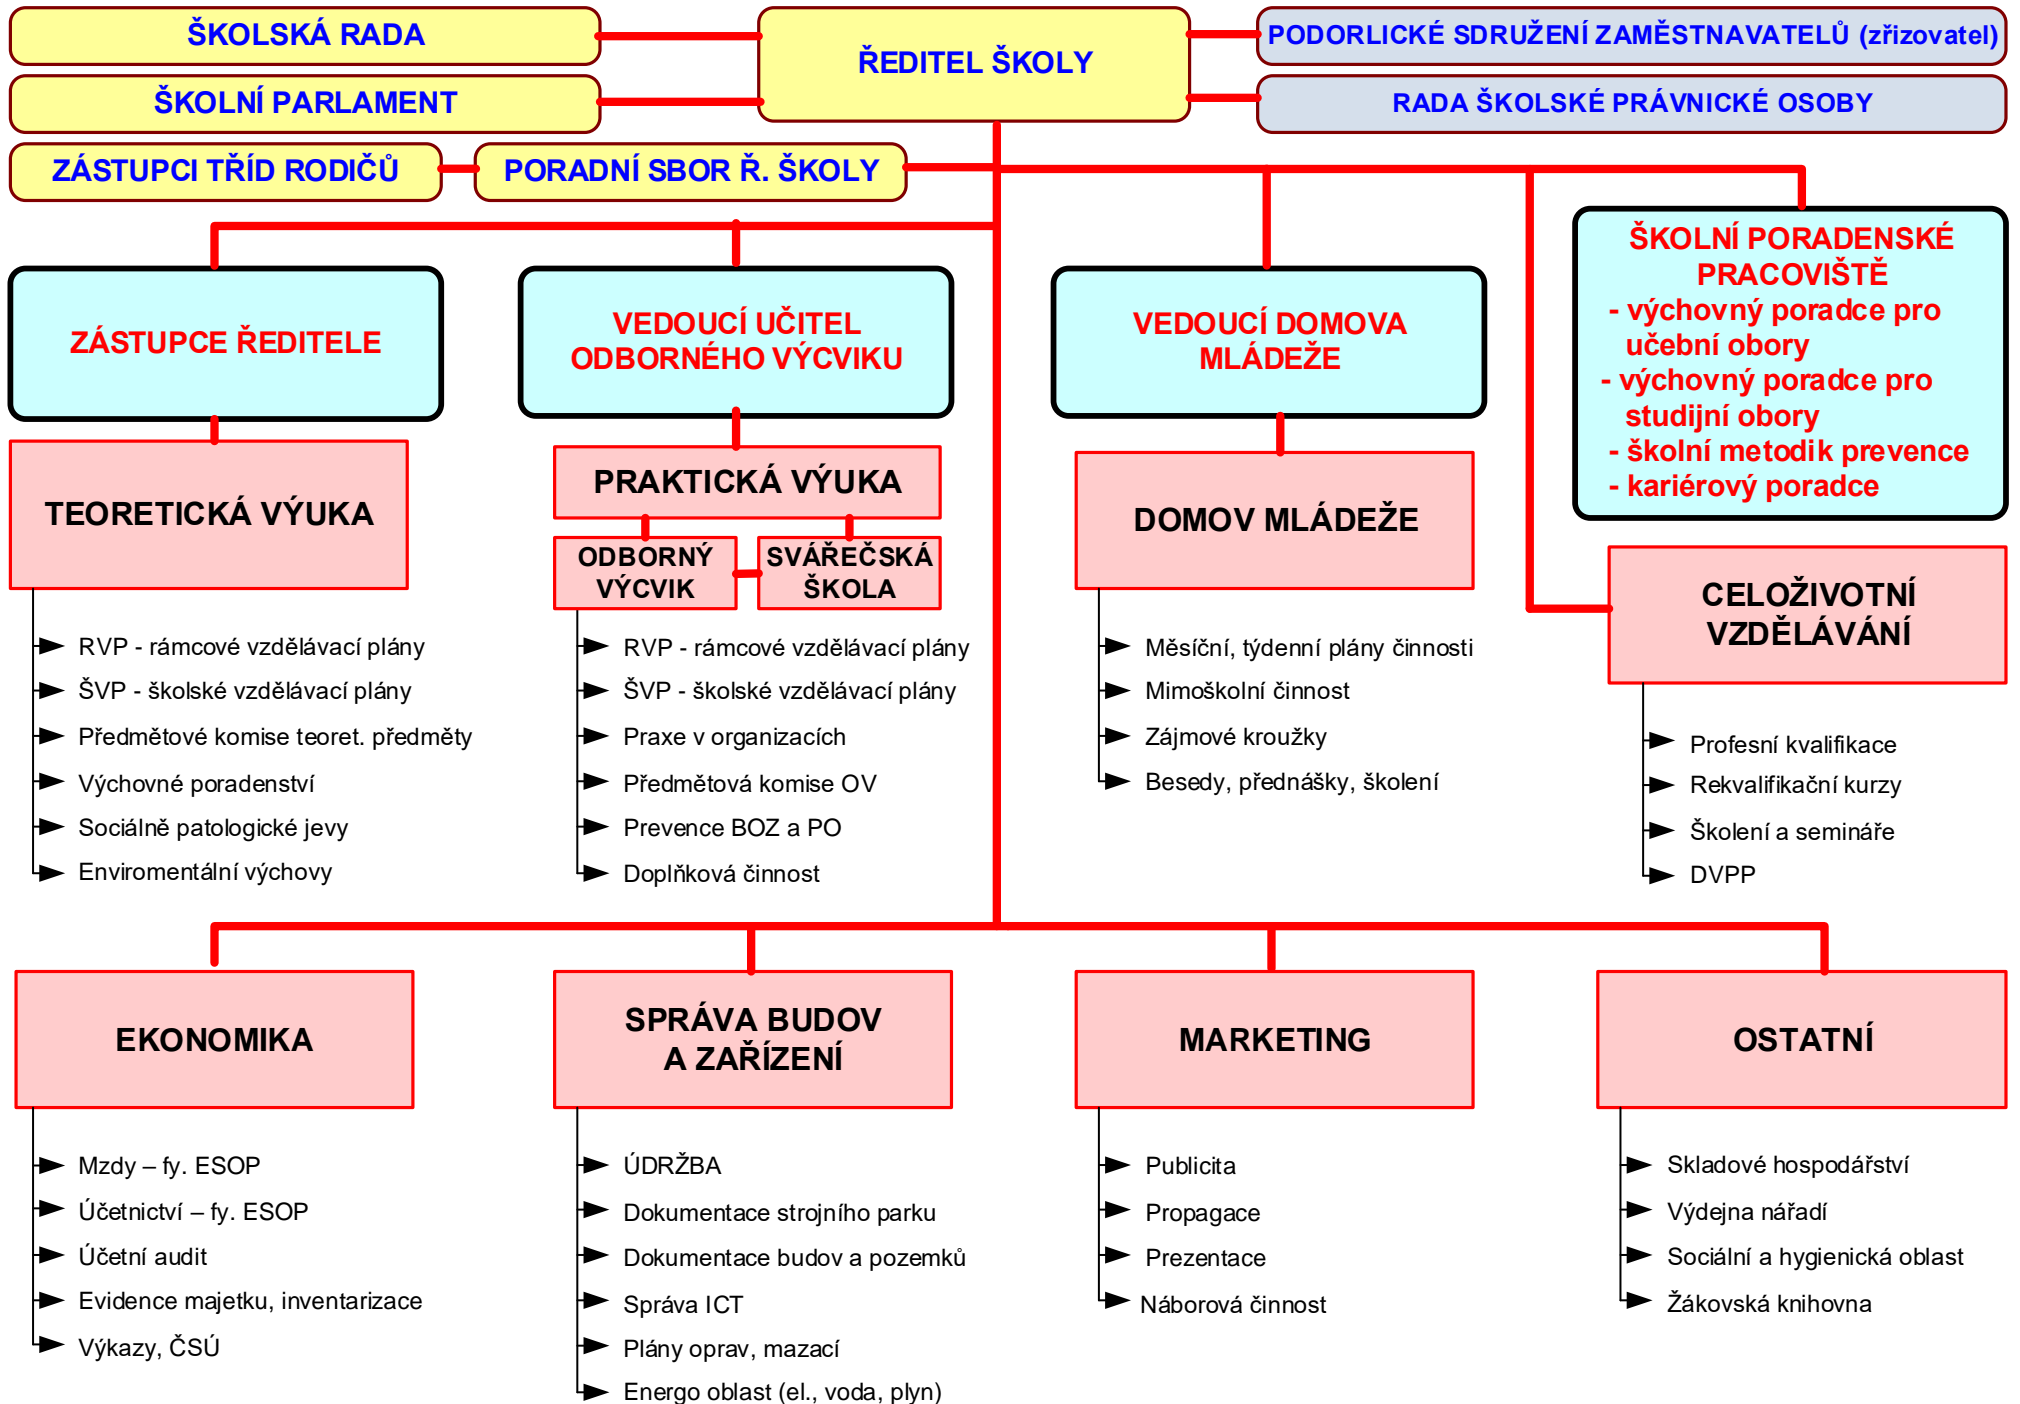 ŠKOLSKÁ RADA
ŘEDITEL ŠKOLY
PODORLICKÉ SDRUŽENÍ ZAMĚSTNAVATELŮ (zřizovatel)
ŠKOLNÍ PARLAMENT
RADA ŠKOLSKÉ PRÁVNICKÉ OSOBY
ZÁSTUPCI TŘÍD RODIČŮ
PORADNÍ SBOR Ř. ŠKOLY
ZÁSTUPCE ŘEDITELE
VEDOUCÍ UČITEL
ODBORNÉHO VÝCVIKU
VEDOUCÍ DOMOVA
MLÁDEŽE
ŠKOLNÍ PORADENSKÉ
PRACOVIŠTĚ
- výchovný poradce pro
učební obory
- výchovný poradce pro
studijní obory
- školní metodik prevence
- kariérový poradce
TEORETICKÁ VÝUKA
RVP - rámcové vzdělávací plány
ŠVP - školské vzdělávací plány
Předmětové komise teoret. předměty
Výchovné poradenství
Sociálně patologické jevy
Enviromentální výchovy
PRAKTICKÁ VÝUKA
ODBORNÝ
VÝCVIK
SVÁŘEČSKÁ
ŠKOLA
RVP - rámcové vzdělávací plány
ŠVP - školské vzdělávací plány
Praxe v organizacích
Předmětová komise OV
Prevence BOZ a PO
Doplňková činnost
DOMOV MLÁDEŽE
Měsíční, týdenní plány činnosti
Mimoškolní činnost
Zájmové kroužky
Besedy, přednášky, školení
CELOŽIVOTNÍ
VZDĚLÁVÁNÍ
Profesní kvalifikace
Rekvalifikační kurzy
Školení a semináře
DVPP
EKONOMIKA
Mzdy – fy. ESOP
Účetnictví – fy. ESOP
Účetní audit
Evidence majetku, inventarizace
Výkazy, ČSÚ
SPRÁVA BUDOV
A ZAŘÍZENÍ
ÚDRŽBA
Dokumentace strojního parku
Dokumentace budov a pozemků
Správa ICT
Plány oprav, mazací
Energo oblast (el., voda, plyn)
MARKETING
Publicita
Propagace
Prezentace
Náborová činnost
OSTATNÍ
Skladové hospodářství
Výdejna nářadí
Sociální a hygienická oblast
Žákovská knihovna